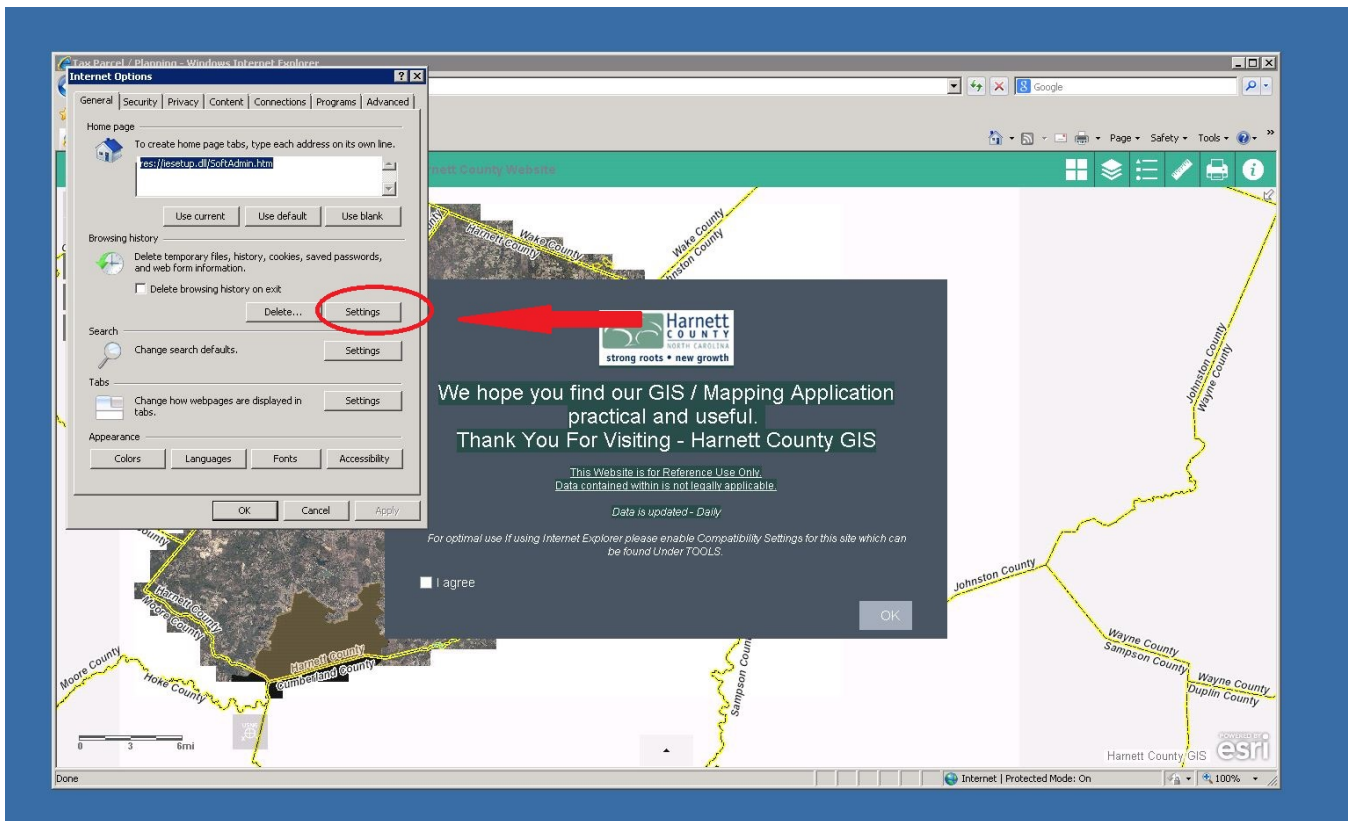 Tax Parcel / Planning - Windows Internet Explorer
Internet Options
General Security Privacy Content Connections Programs Advanced
Home page
To create home page tabs, type each address on its own line.
res://iesetup.dll/SoftAdmin.htm
Use current Use default Use blank
Browsing history
Delete temporary files, history, cookies, saved passwords,
and web form information.
Delete browsing history on exit
Delete... Settings
Search
Change search defaults.
Settings
Tabs
Change how webpages are displayed in
tabs.
Settings
Appearance
Colors Languages Fonts Accessibility
OK Cancel Apply
Google
Page Safety Tools
nett County Website
Harnett County
Wake County
Wake County
nston County
Harnett
COUNTY
NORTH CAROLINA
strong roots • new growth
We hope you find our GIS / Mapping Application
practical and useful.
Thank You For Visiting - Harnett County GIS
This Website is for Reference Use Only.
Data contained within is not legally applicable.
Data is updated - Daily
For optimal use If using Internet Explorer please enable Compatibility Settings for this site which can
be found Under TOOLS.
I agree
OK
Johnston County
Wayne County
Johnston County
Wayne County
Sampson County
Wayne County
Duplin County
Sampson Coun
Harnett County
Moore County
Harnett County
Cumberland County
Moore County
Hoke County
0 3 6mi
Harnett County GIS
POWERED BY
esri
Done
Internet | Protected Mode: On
100%